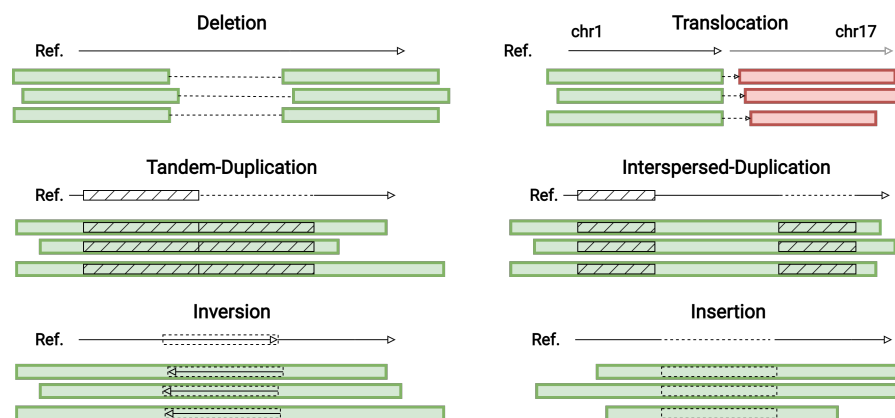 Deletion
Translocation
chr1
chr17
Ref.
Ref.
Tandem-Duplication
Interspersed-Duplication
Ref.
Ref.
Inversion
Insertion
Ref.
Ref.